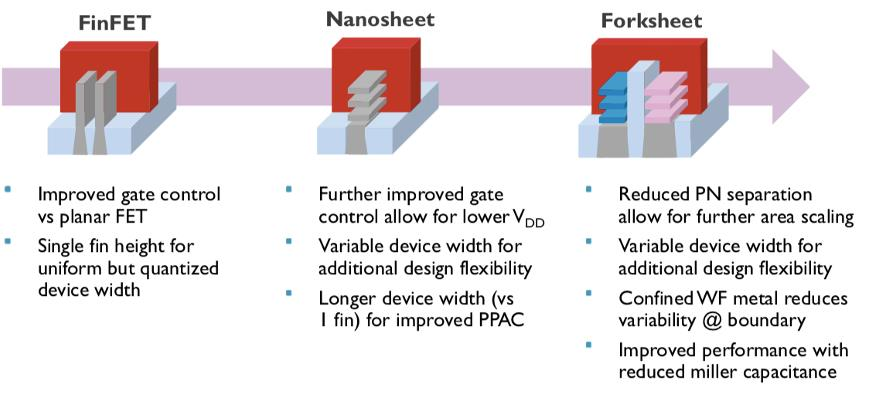 FinFET
Improved gate control
vs planar FET
Single fin height for
uniform but quantized
device width
Nanosheet
Further improved gate
control allow for lower VDD
Variable device width for
additional design flexibility
Longer device width (vs
1 fin) for improved PPAC
Forksheet
Reduced PN separation
allow for further area scaling
Variable device width for
additional design flexibility
Confined WF metal reduces
variability @ boundary
Improved performance with
reduced miller capacitance